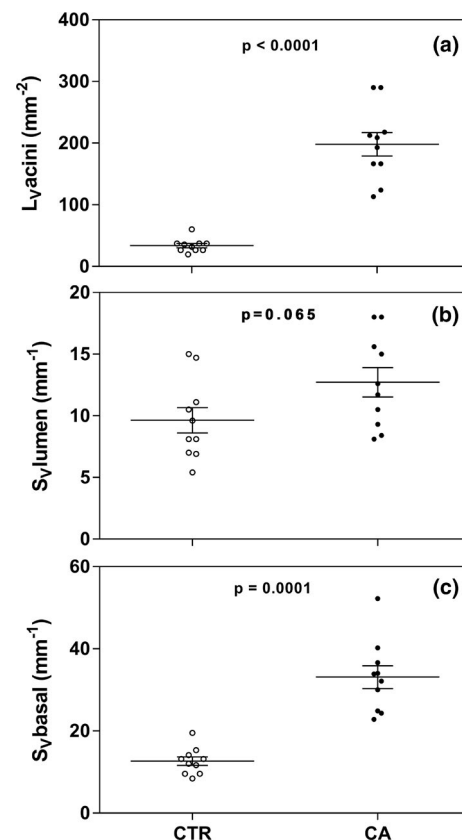 400
(a)
p < 0.0001
300
200
100
0
Lᵥacini (mm⁻²)
20
(b)
p=0.065
15
10
5
0
Sᵥlumen (mm⁻¹)
60
(c)
p = 0.0001
40
20
0
Sᵥbasal (mm⁻¹)
CTR CA